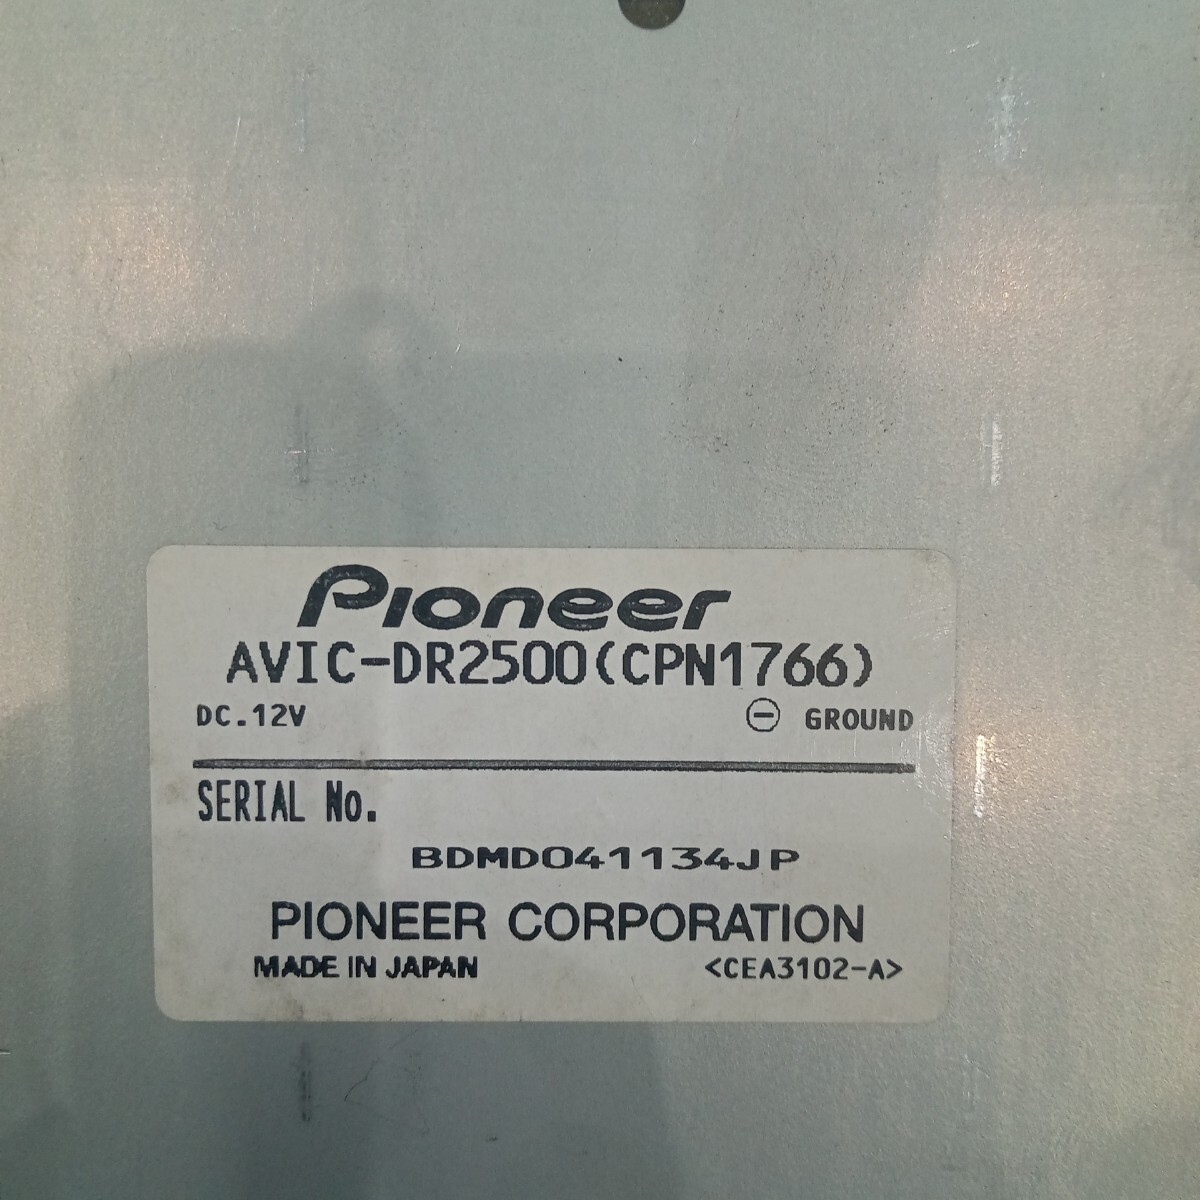 Pioneer
AVIC-DR2500(CPN1766)
DC.12V ⊖ GROUND
SERIAL No.
BDMD041134JP
PIONEER CORPORATION
MADE IN JAPAN <CEA3102-A>